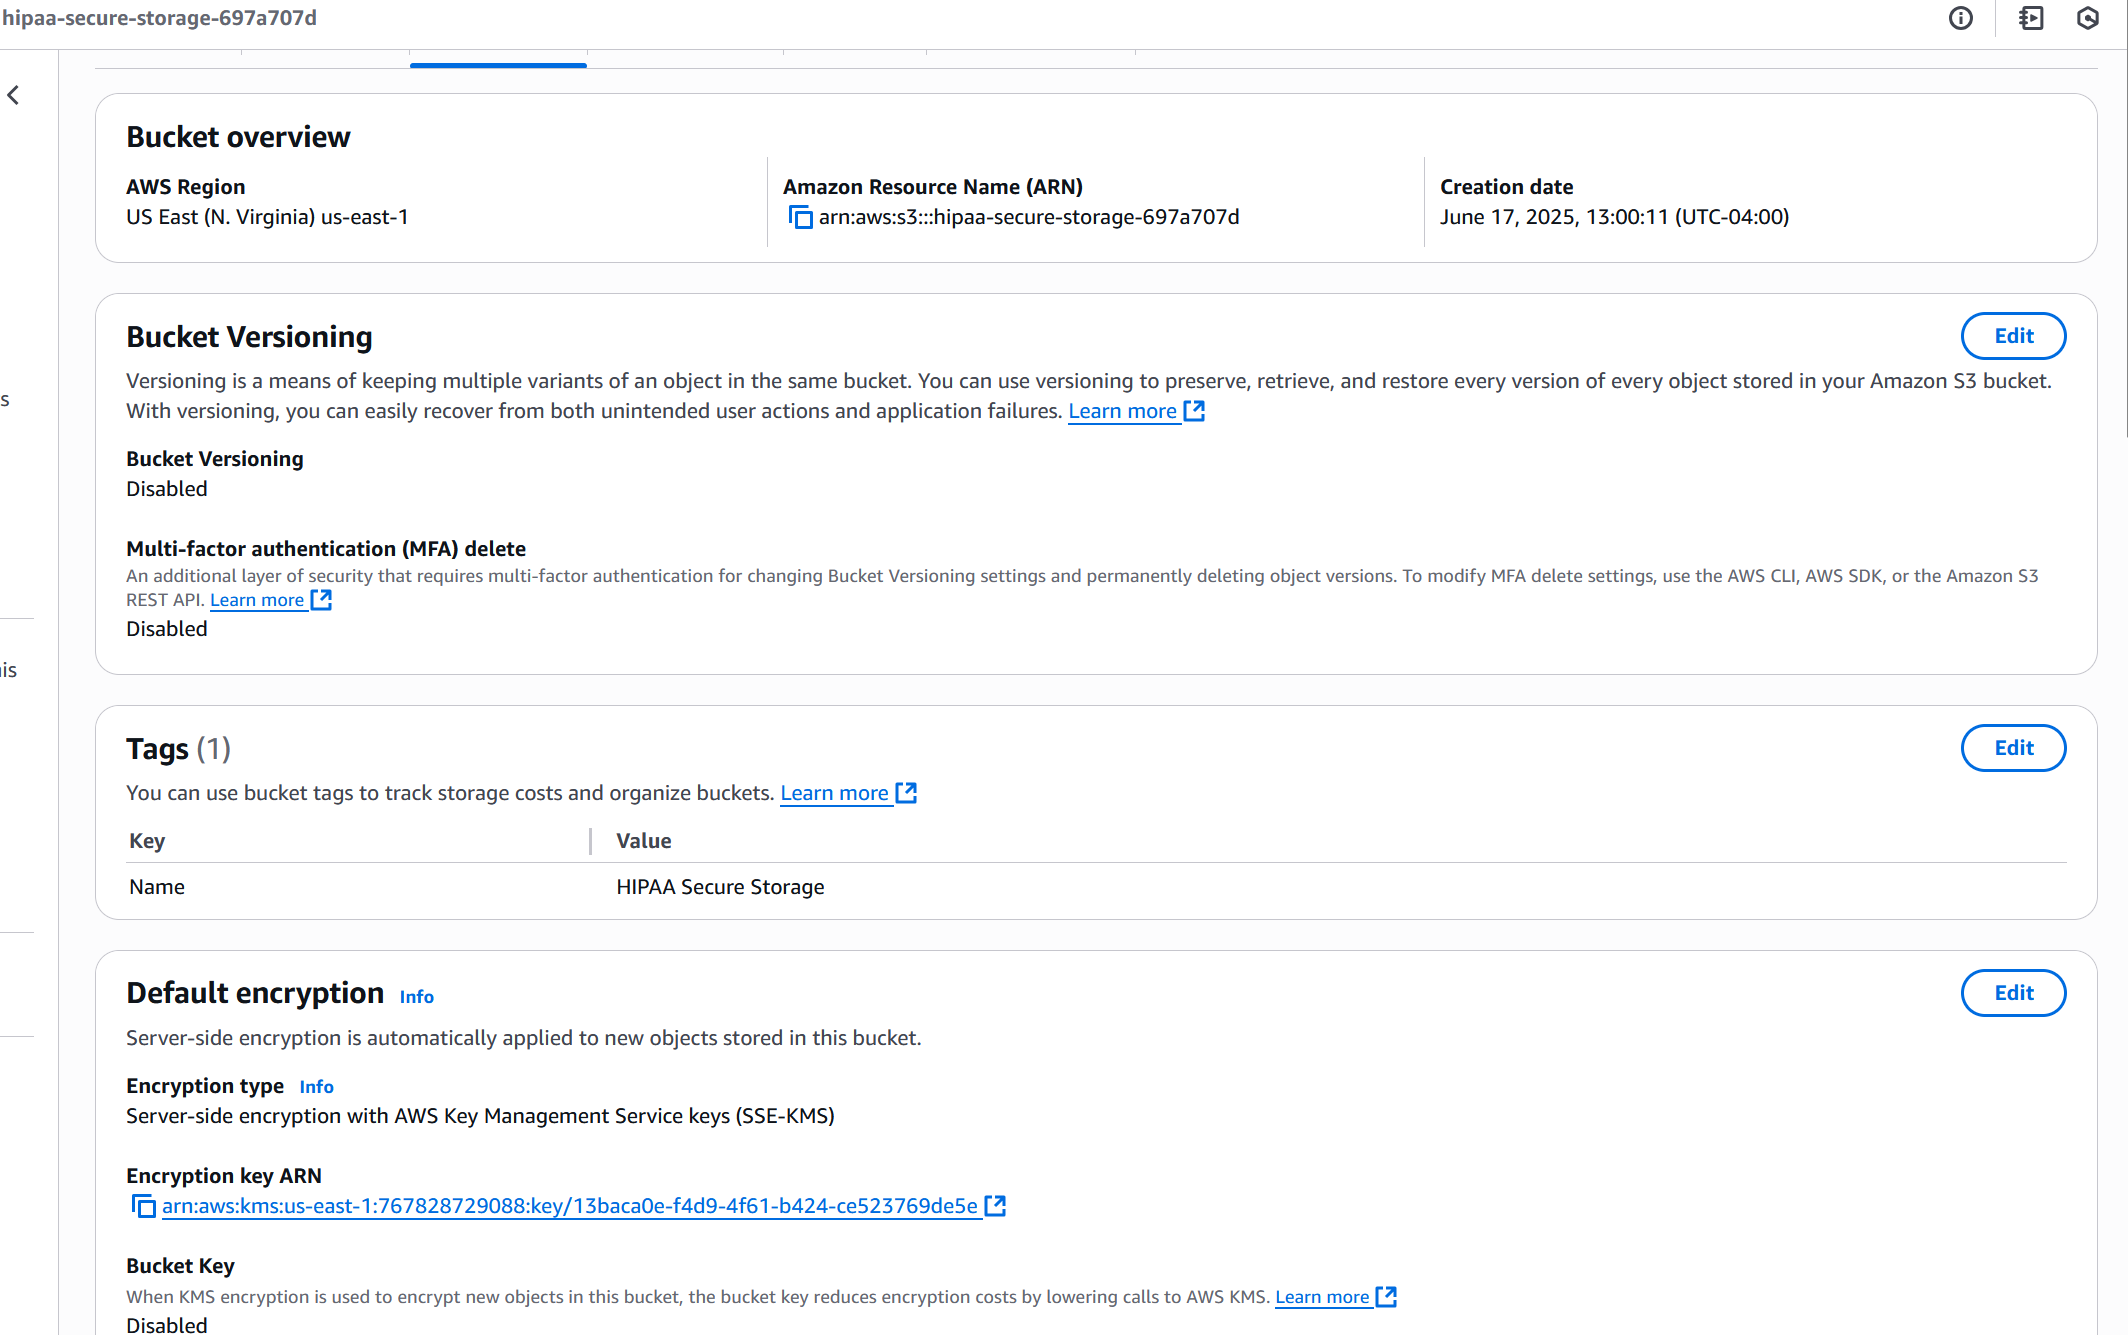 hipaa-secure-storage-697a707d
Bucket overview
AWS Region
US East (N. Virginia) us-east-1
Amazon Resource Name (ARN)
arn:aws:s3:::hipaa-secure-storage-697a707d
Creation date
June 17, 2025, 13:00:11 (UTC-04:00)
Bucket Versioning
Edit
Versioning is a means of keeping multiple variants of an object in the same bucket. You can use versioning to preserve, retrieve, and restore every version of every object stored in your Amazon S3 bucket.
With versioning, you can easily recover from both unintended user actions and application failures. Learn more
Bucket Versioning
Disabled
Multi-factor authentication (MFA) delete
An additional layer of security that requires multi-factor authentication for changing Bucket Versioning settings and permanently deleting object versions. To modify MFA delete settings, use the AWS CLI, AWS SDK, or the Amazon S3
REST API. Learn more
Disabled
Tags (1)
Edit
You can use bucket tags to track storage costs and organize buckets. Learn more
Key
Value
Name
HIPAA Secure Storage
Default encryption Info
Edit
Server-side encryption is automatically applied to new objects stored in this bucket.
Encryption type Info
Server-side encryption with AWS Key Management Service keys (SSE-KMS)
Encryption key ARN
arn:aws:kms:us-east-1:767828729088:key/13baca0e-f4d9-4f61-b424-ce523769de5e
Bucket Key
When KMS encryption is used to encrypt new objects in this bucket, the bucket key reduces encryption costs by lowering calls to AWS KMS. Learn more
Disabled